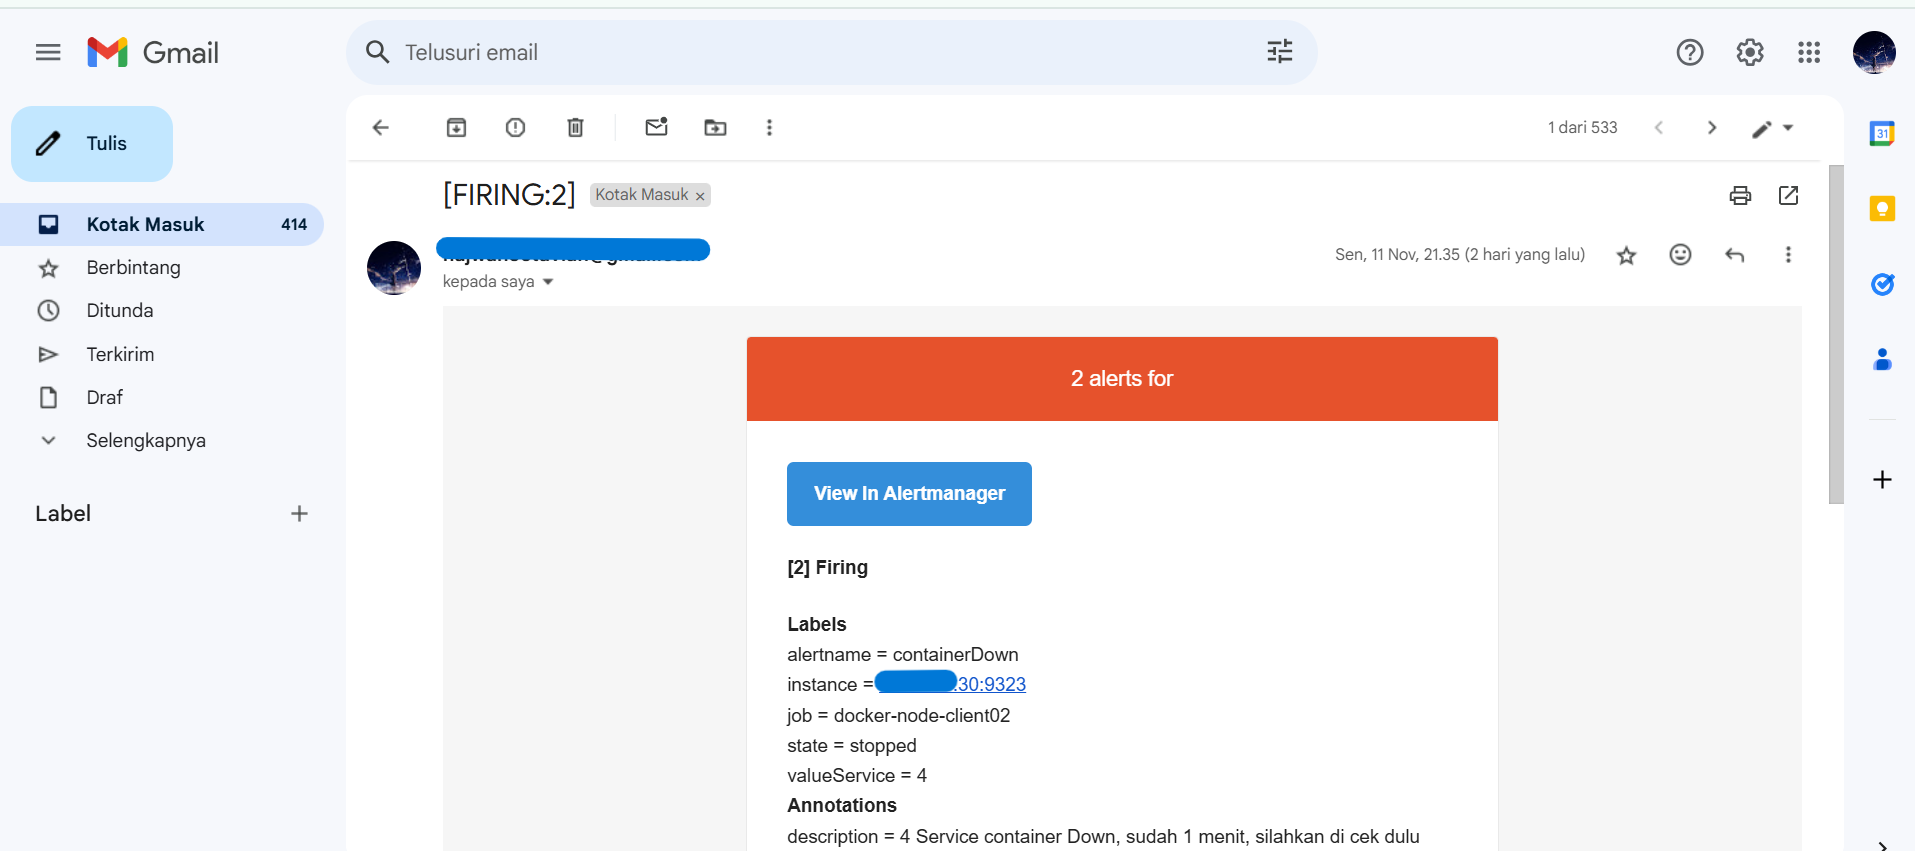 Gmail
Telusuri email
Tulis
1 dari 533
31
[FIRING:2]
Kotak Masuk ×
Kotak Masuk 414
Berbintang
Ditunda
Terkirim
Draf
Selengkapnya
Label
Sen, 11 Nov, 21.35 (2 hari yang lalu)
kepada saya
2 alerts for
View In Alertmanager
[2] Firing
Labels
alertname = containerDown
instance = .30:9323
job = docker-node-client02
state = stopped
valueService = 4
Annotations
description = 4 Service container Down, sudah 1 menit, silahkan di cek dulu